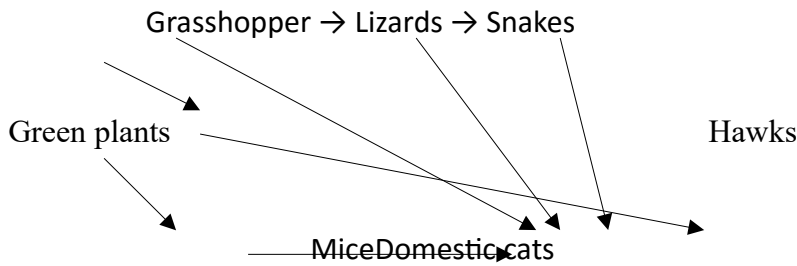 Grasshopper → Lizards → Snakes
Green plants Hawks
MiceDomestic cats